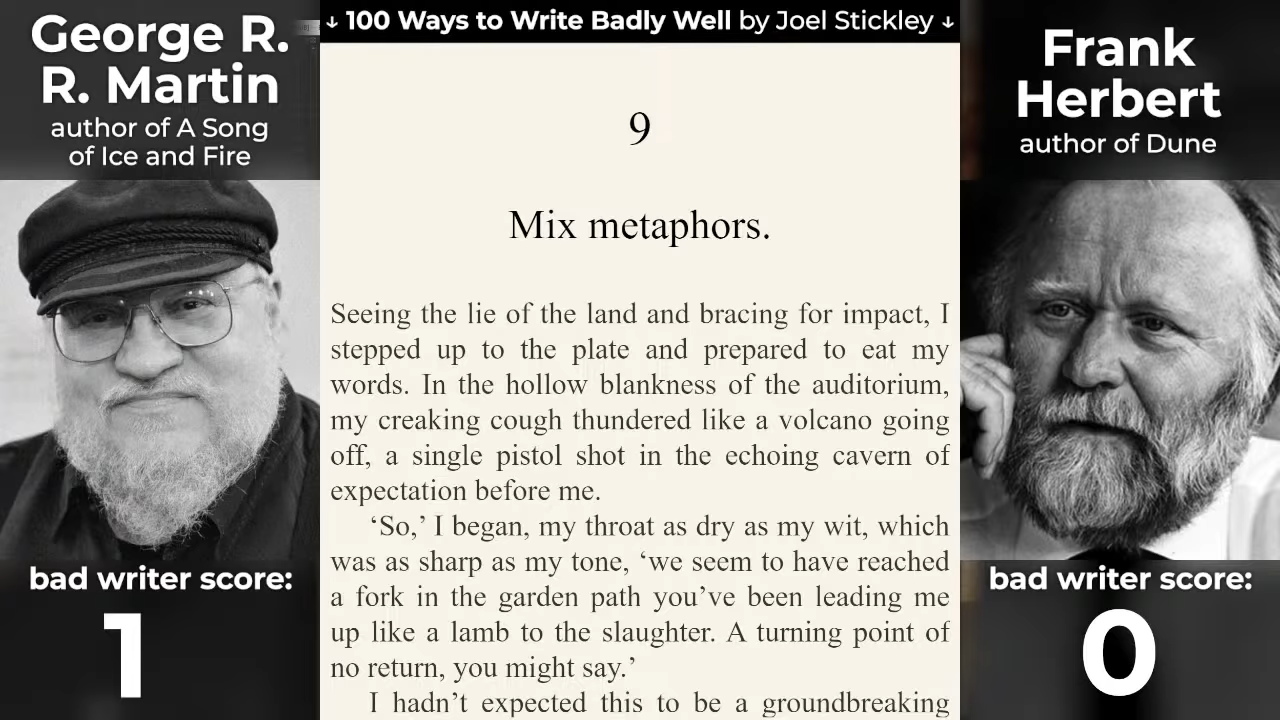 George R.
R. Martin
author of A Song
of Ice and Fire
bad writer score:
1
↓ 100 Ways to Write Badly Well by Joel Stickley ↓
9
Mix metaphors.
Seeing the lie of the land and bracing for impact, I
stepped up to the plate and prepared to eat my
words. In the hollow blankness of the auditorium,
my creaking cough thundered like a volcano going
off, a single pistol shot in the echoing cavern of
expectation before me.
‘So,’ I began, my throat as dry as my wit, which
was as sharp as my tone, ‘we seem to have reached
a fork in the garden path you’ve been leading me
up like a lamb to the slaughter. A turning point of
no return, you might say.’
I hadn’t expected this to be a groundbreaking
Frank
Herbert
author of Dune
bad writer score:
0